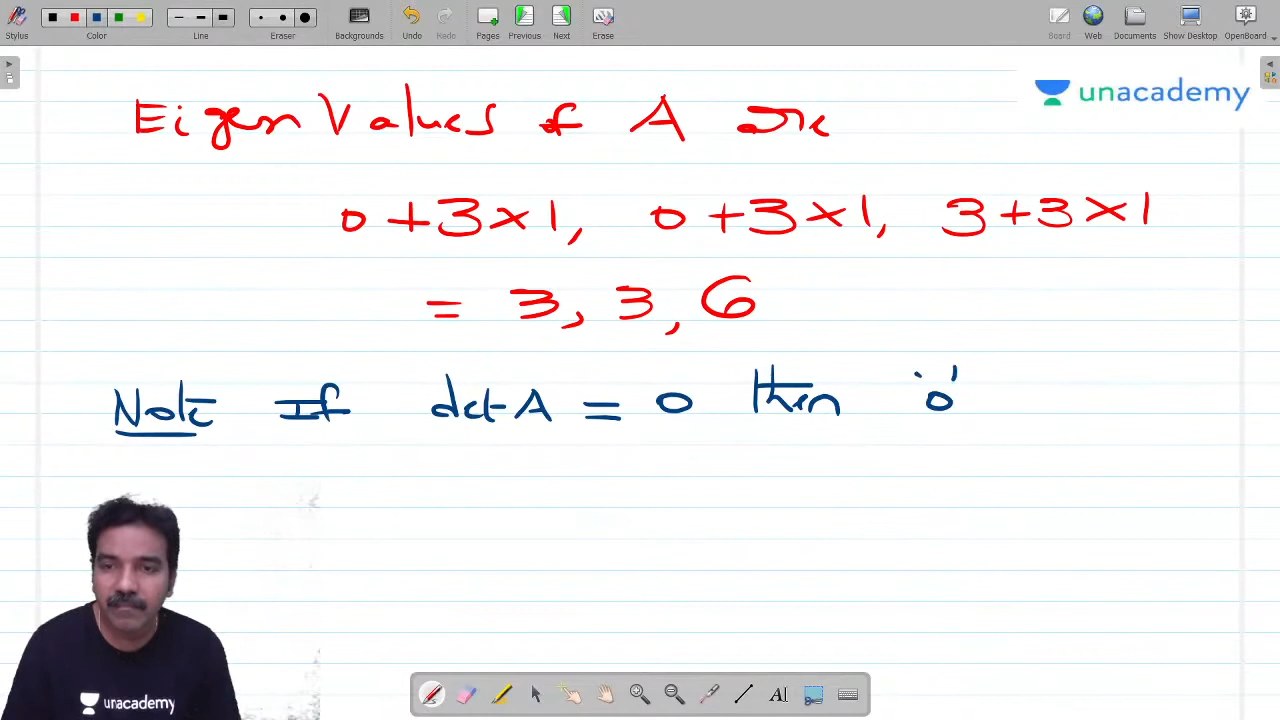 Stylus Color Line Eraser Backgrounds Undo Redo Pages Previous Next Erase Board Web Documents Show Desktop OpenBoard
unacademy
Eigen Values of A are
0 + 3 × 1, 0 + 3 × 1, 3 + 3 × 1
= 3, 3, 6
Note If det A = 0 then '0'
unacademy
AI